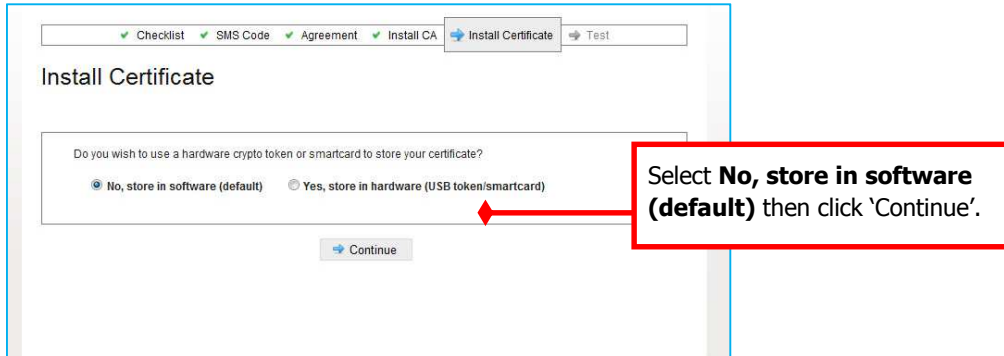 Checklist SMS Code Agreement Install CA Install Certificate Test
Install Certificate
Do you wish to use a hardware crypto token or smartcard to store your certificate?
No, store in software (default) Yes, store in hardware (USB token/smartcard)
Select No, store in software
(default) then click ‘Continue’.
Continue